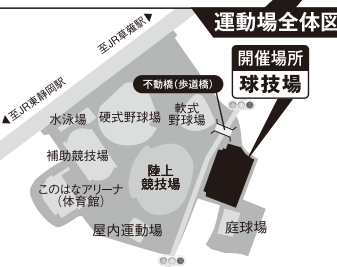 運動場全体図
至JR草薙駅▶
開催場所
球技場
◀至JR東静岡駅
不動橋(歩道橋)
水泳場
硬式野球場
軟式
野球場
補助競技場
陸上
競技場
このはなアリーナ
(体育館)
屋内運動場
庭球場